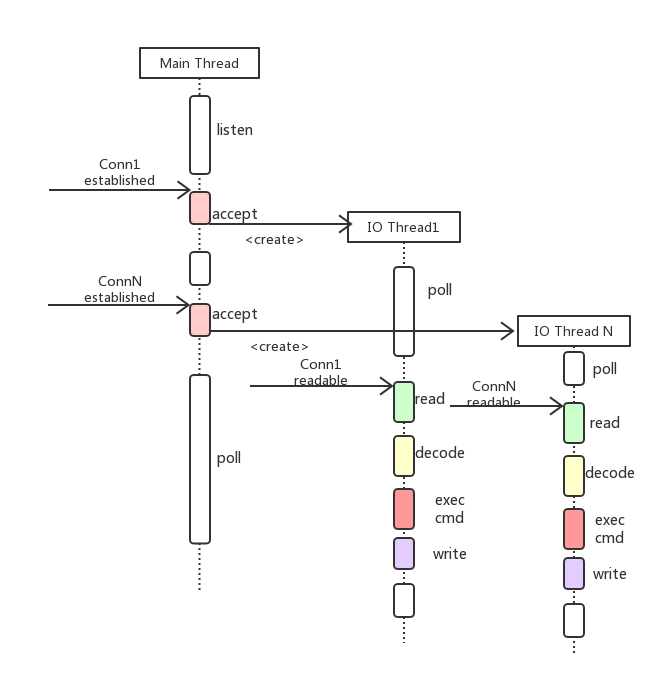 Main Thread
listen
Conn1
established
accept
<create>
IO Thread1
poll
ConnN
established
accept
<create>
IO Thread N
Conn1
readable
poll
read
ConnN
readable
read
poll
decode
decode
exec
cmd
exec
cmd
write
write